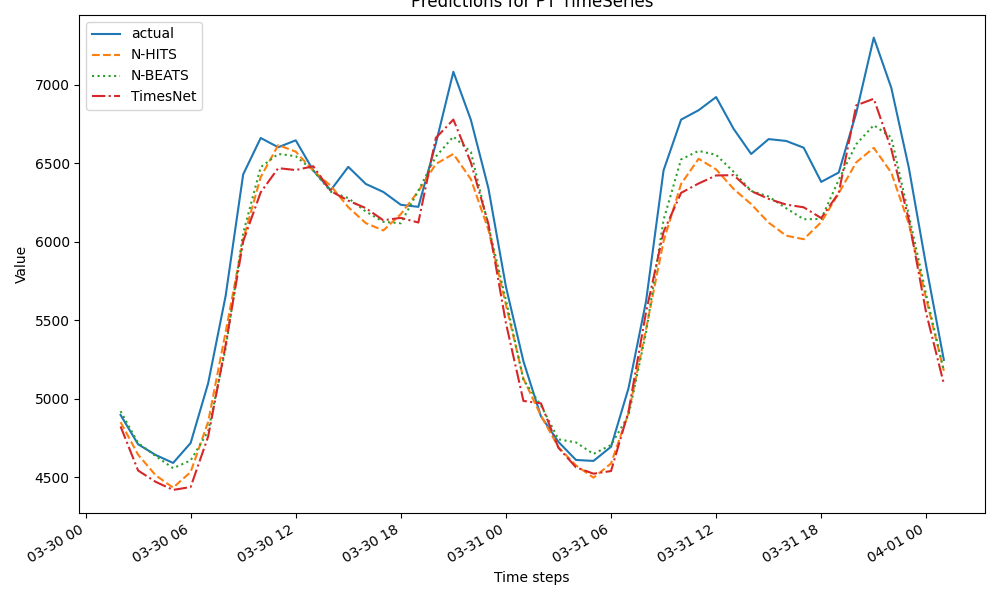 Predictions for PT TimeSeries
actual
N-HITS
N-BEATS
TimesNet
7000
6500
6000
5500
5000
4500
Value
03-30 00
03-30 06
03-30 12
03-30 18
03-31 00
03-31 06
03-31 12
03-31 18
04-01 00
Time steps